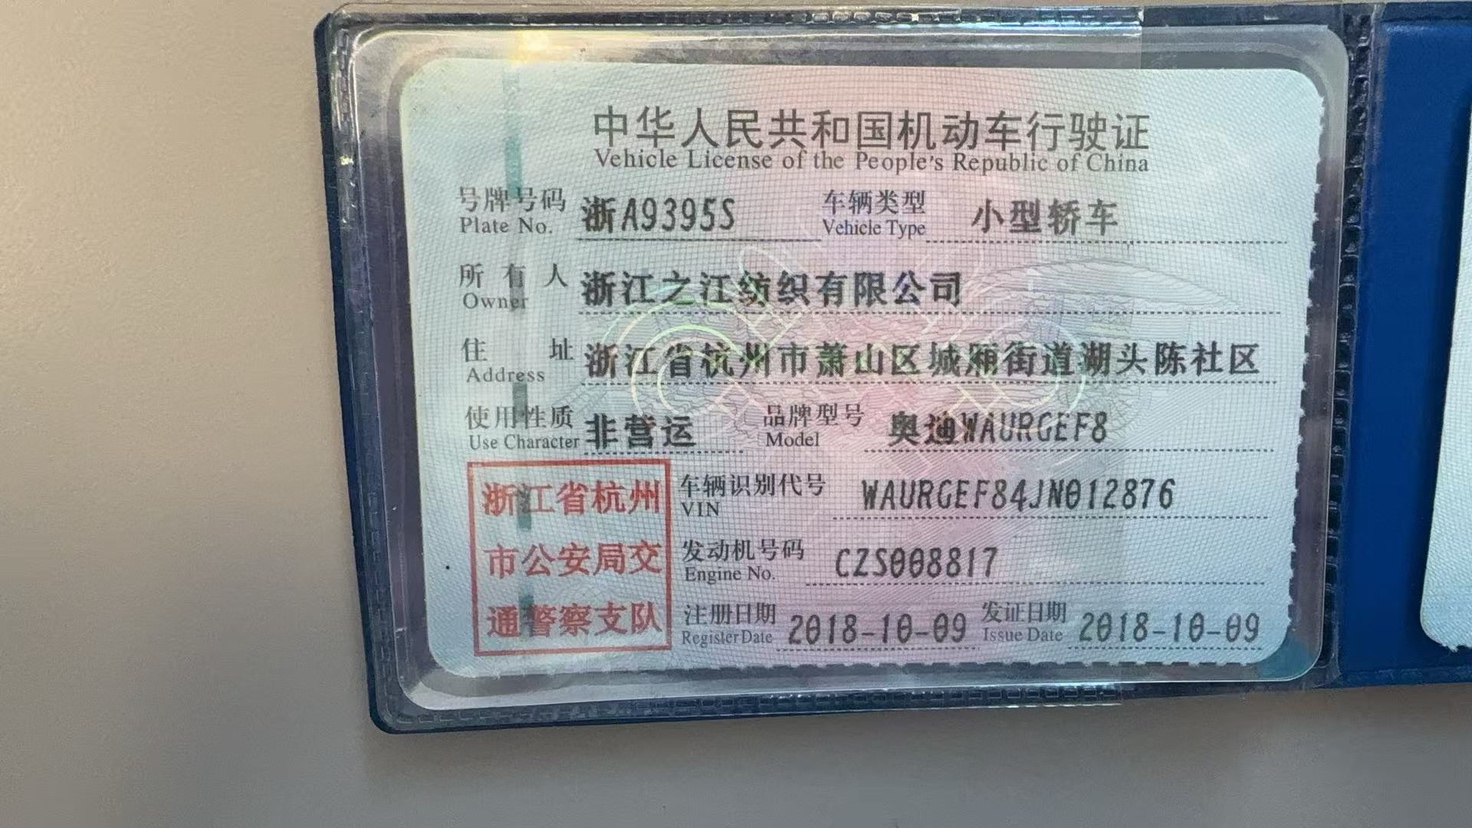 中华人民共和国机动车行驶证
Vehicle License of the People's Republic of China
号牌号码 浙A9395S 车辆类型 小型轿车
Plate No. Vehicle Type
所有人 浙江之江纺织有限公司
Owner
住址 浙江省杭州市萧山区城厢街道湖头陈社区
Address
使用性质 非营运 品牌型号 奥迪WAURGEF8
Use Character Model
浙江省杭州
市公安局交
通警察支队
车辆识别代号 WAURGEF84JN012876
VIN
发动机号码 CZS008817
Engine No.
注册日期 2018-10-09 发证日期 2018-10-09
Register Date Issue Date